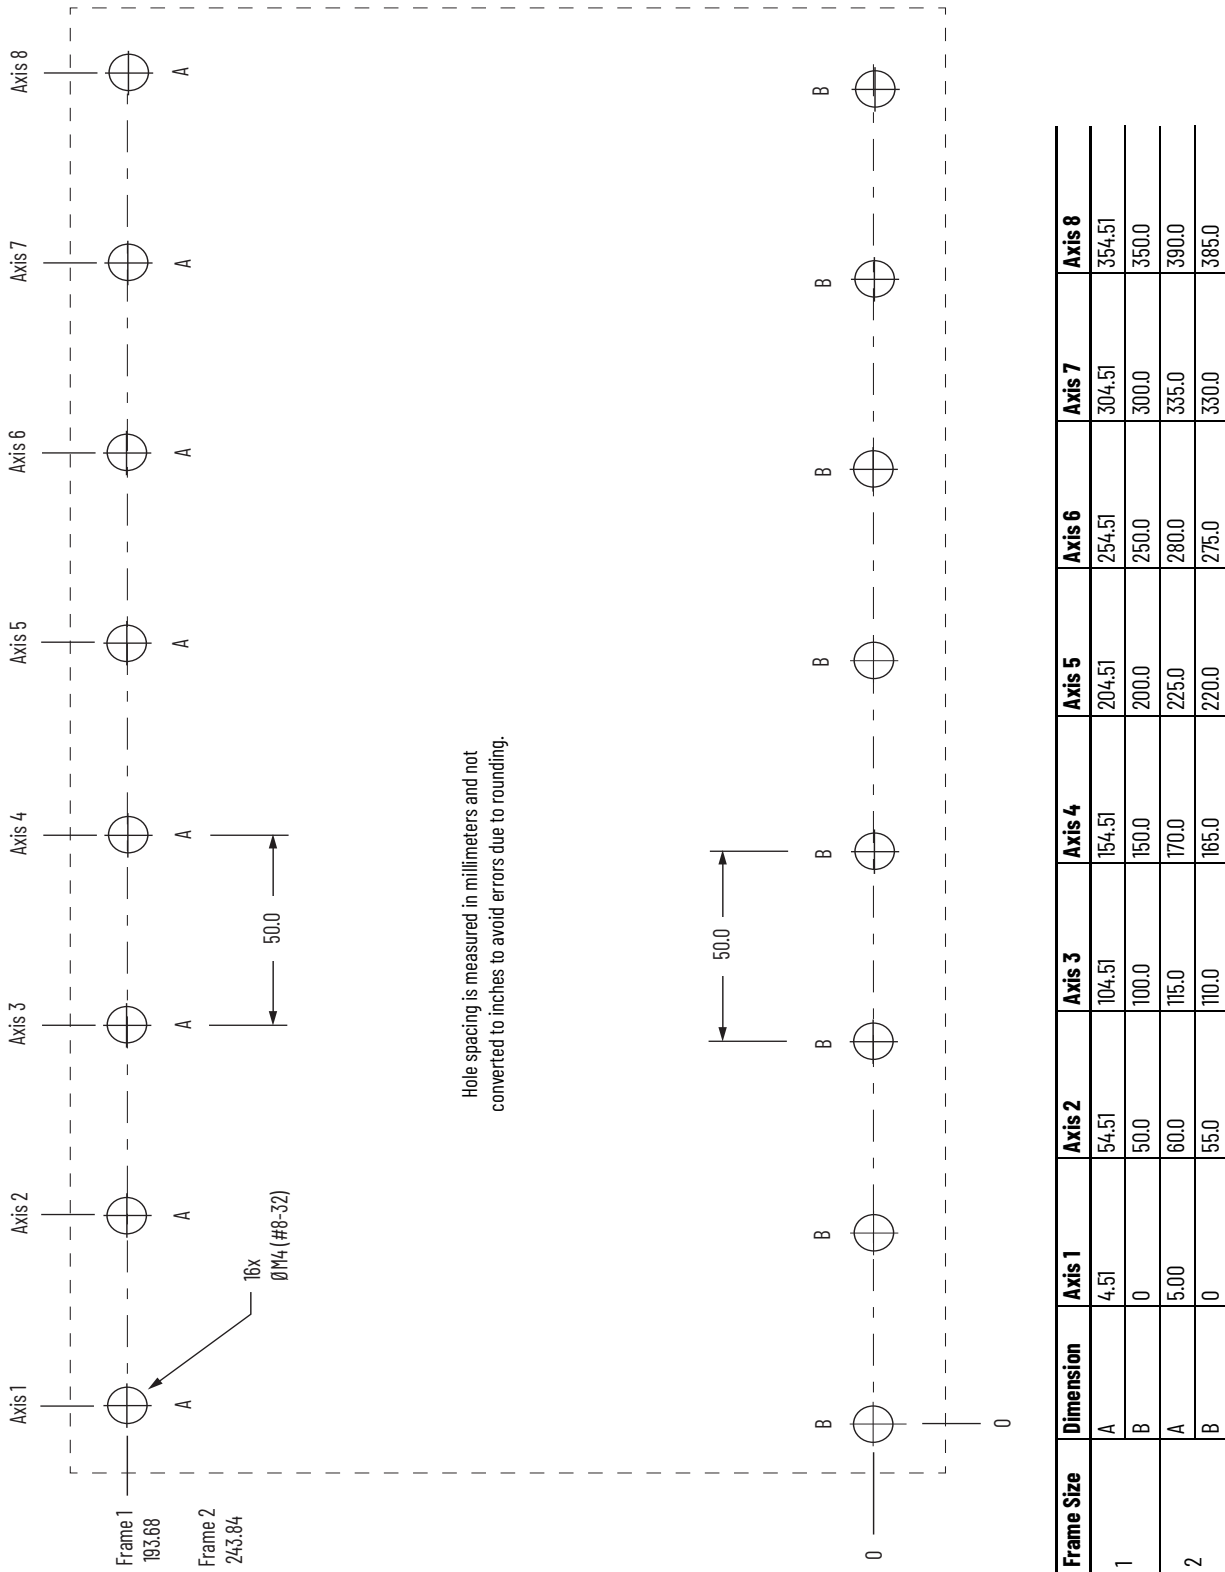 Axis 1
Axis 2
Axis 3
Axis 4
Axis 5
Axis 6
Axis 7
Axis 8
Frame 1
193.68
Frame 2
243.84
A
A
A
A
A
A
A
A
16x
ØM4 (#8-32)
50.0
Hole spacing is measured in millimeters and not
converted to inches to avoid errors due to rounding.
50.0
B
B
B
B
B
B
B
B
0
0
Frame Size Dimension Axis 1 Axis 2 Axis 3 Axis 4 Axis 5 Axis 6 Axis 7 Axis 8
1 A 4.51 54.51 104.51 154.51 204.51 254.51 304.51 354.51
B 0 50.0 100.0 150.0 200.0 250.0 300.0 350.0
2 A 5.00 60.0 115.0 170.0 225.0 280.0 335.0 390.0
B 0 55.0 110.0 165.0 220.0 275.0 330.0 385.0